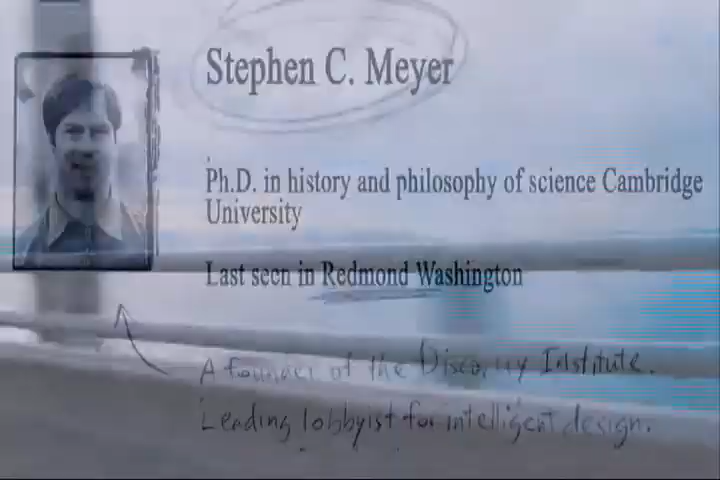 Stephen C. Meyer
Ph.D. in history and philosophy of science Cambridge
University
Last seen in Redmond Washington
A founder of the Discovery Institute.
Leading lobbyist for intelligent design.